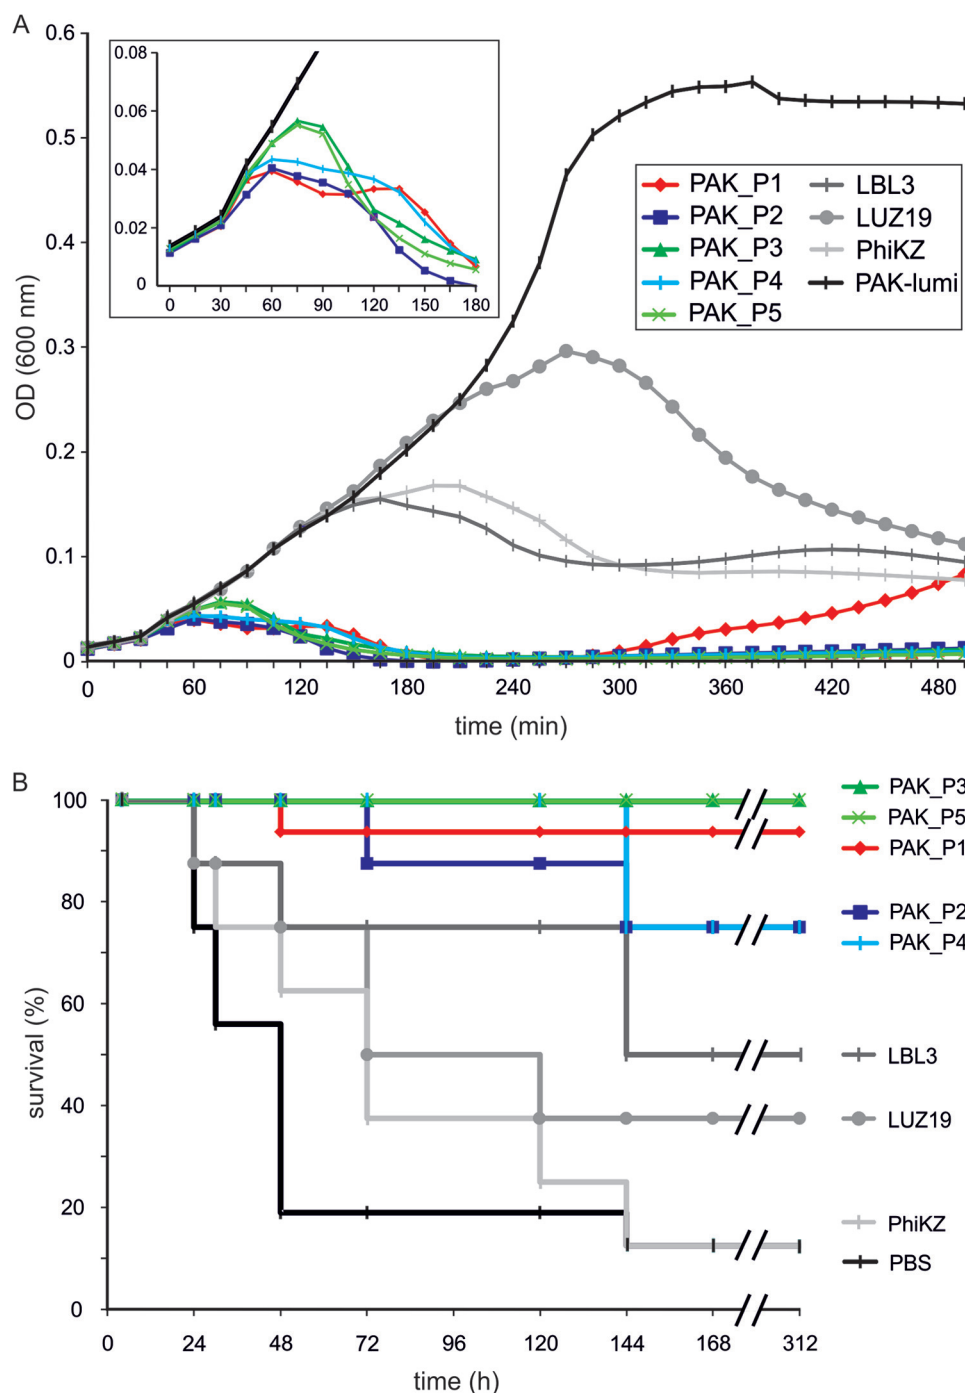 A
0.6
0.5
0.4
0.3
0.2
0.1
0
OD (600 nm)
0.08
0.06
0.04
0.02
0
0 30 60 90 120 150 180
PAK_P1
PAK_P2
PAK_P3
PAK_P4
PAK_P5
LBL3
LUZ19
PhiKZ
PAK-lumi
0 60 120 180 240 300 360 420 480
time (min)
B
100
80
60
40
20
0
survival (%)
PAK_P3
PAK_P5
PAK_P1
PAK_P2
PAK_P4
LBL3
LUZ19
PhiKZ
PBS
0 24 48 72 96 120 144 168 312
time (h)